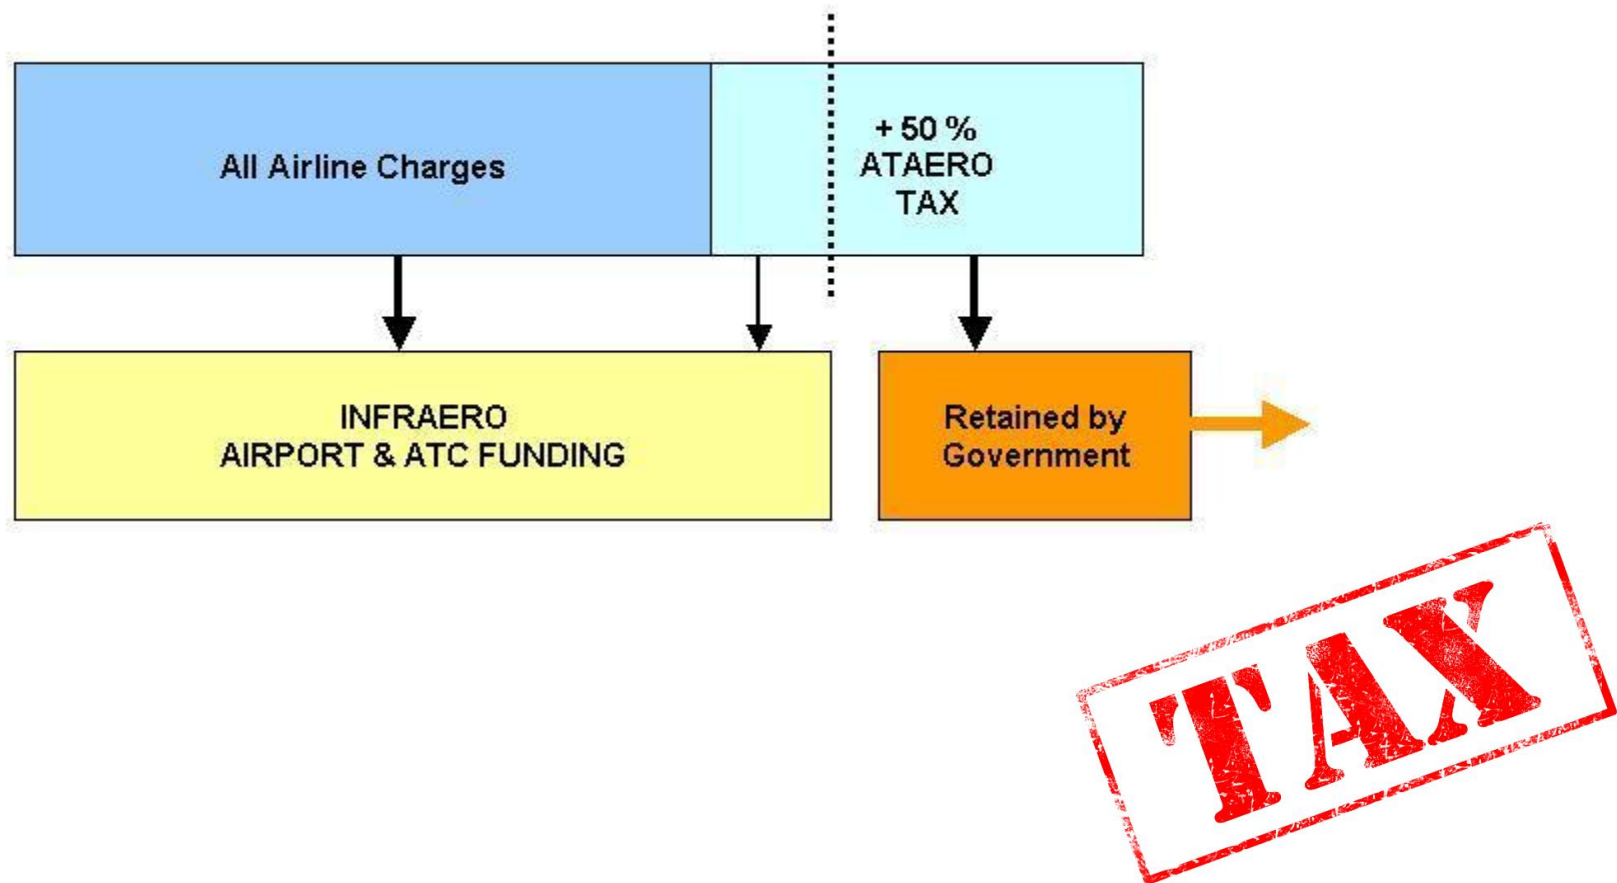 All Airline Charges
+ 50 %
ATAERO
TAX
INFRAERO
AIRPORT & ATC FUNDING
Retained by
Government
TAX